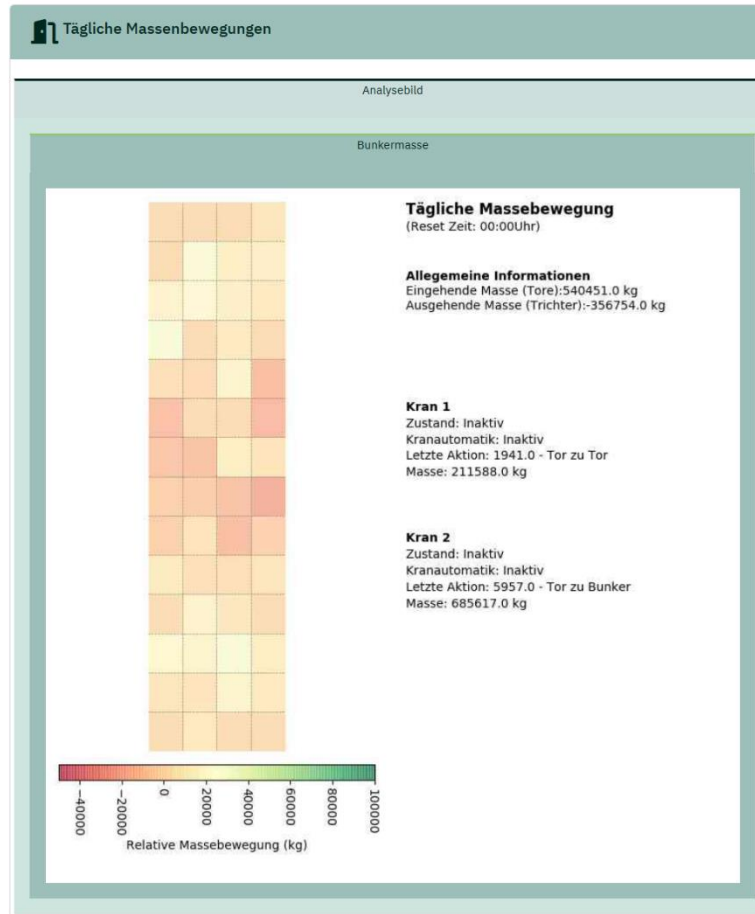 Tägliche Massenbewegungen
Analysebild
Bunkermasse
Tägliche Massebewegung
(Reset Zeit: 00:00Uhr)
Allegemeine Informationen
Eingehende Masse (Tore):540451.0 kg
Ausgehende Masse (Trichter):-356754.0 kg
Kran 1
Zustand: Inaktiv
Kranautomatik: Inaktiv
Letzte Aktion: 1941.0 - Tor zu Tor
Masse: 211588.0 kg
Kran 2
Zustand: Inaktiv
Kranautomatik: Inaktiv
Letzte Aktion: 5957.0 - Tor zu Bunker
Masse: 685617.0 kg
−40000 −20000 0 20000 40000 60000 80000 100000
Relative Massebewegung (kg)